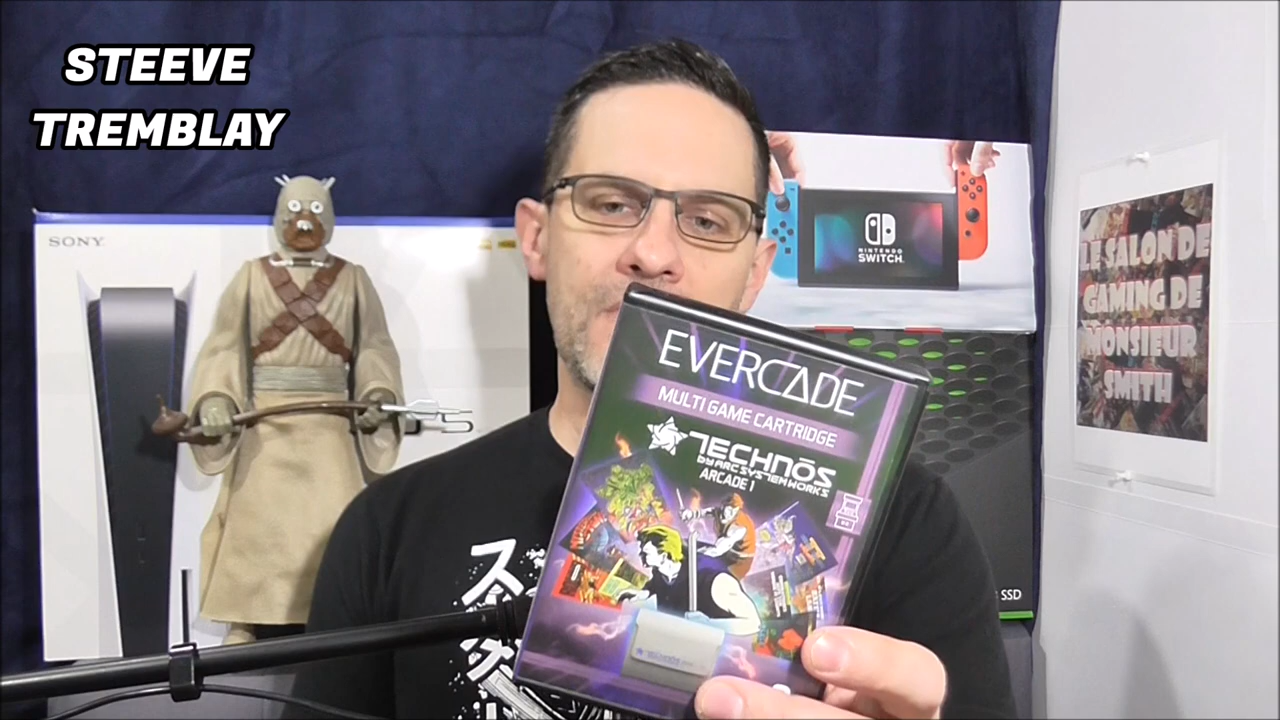 STEEVE
TREMBLAY
SONY
NINTENDO
SWITCH
LE SALON DE
GAMING DE
MONSIEUR
SMITH
EVERCADE
MULTI GAME CARTRIDGE
TECHNŌS
BY ARC SYSTEM WORKS
ARCADE 1
TECHNŌS
SSD